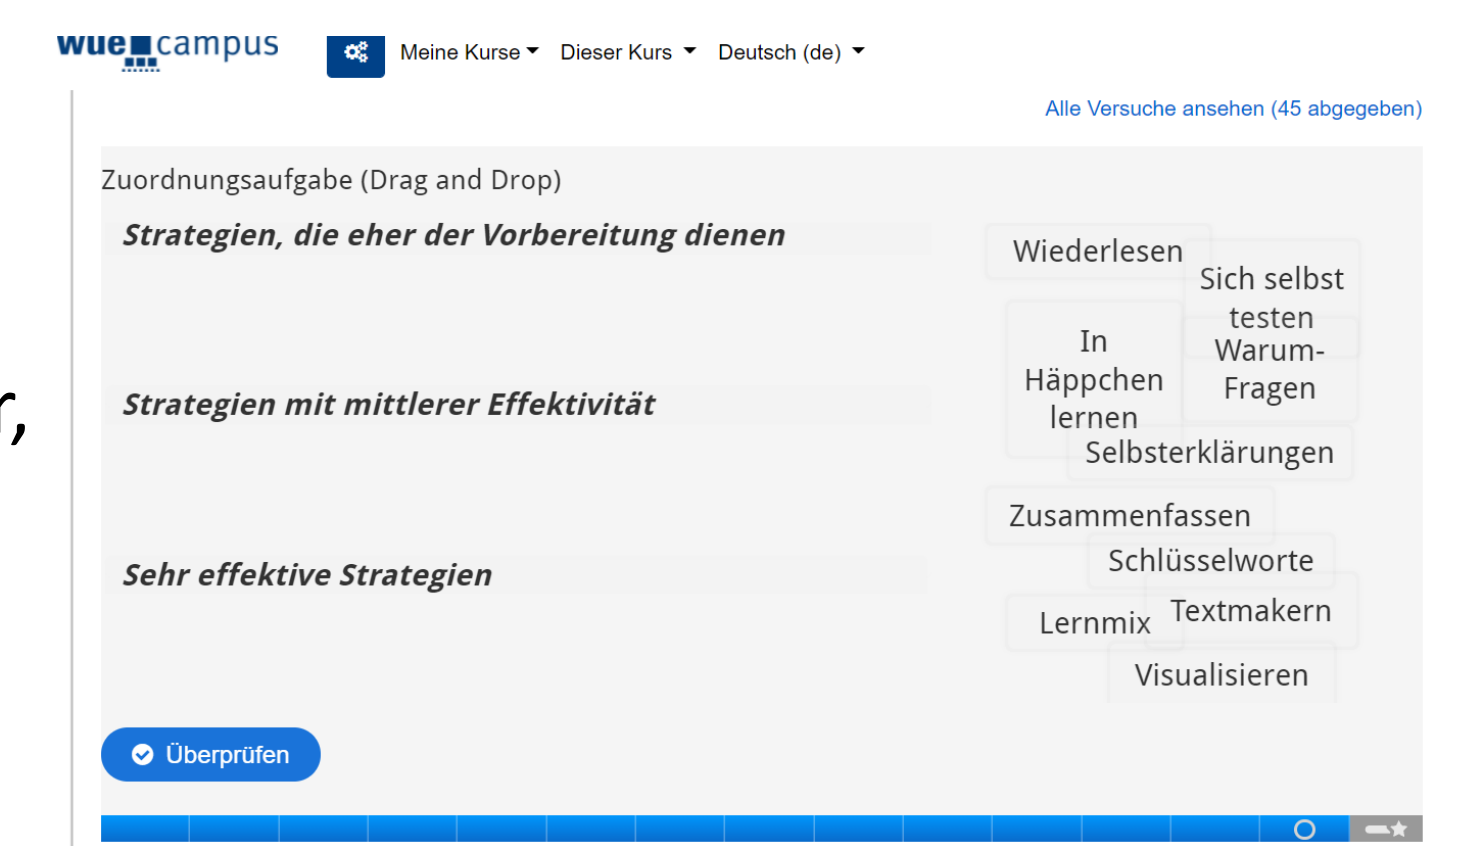 wuecampus
Meine Kurse
Dieser Kurs
Deutsch (de)
Alle Versuche ansehen (45 abgegeben)
Zuordnungsaufgabe (Drag and Drop)
Strategien, die eher der Vorbereitung dienen
Strategien mit mittlerer Effektivität
Sehr effektive Strategien
Wiederlesen
Sich selbst
testen
In
Häppchen
lernen
Warum-
Fragen
Selbsterklärungen
Zusammenfassen
Schlüsselworte
Textmakern
Lernmix
Visualisieren
Überprüfen